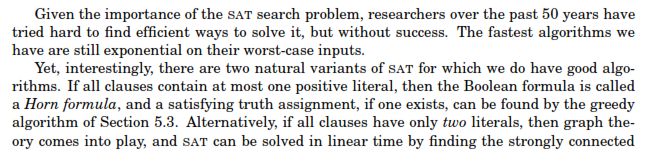 Given the importance of the SAT search problem, researchers over the past 50 years have
tried hard to find efficient ways to solve it, but without success. The fastest algorithms we
have are still exponential on their worst-case inputs.
Yet, interestingly, there are two natural variants of SAT for which we do have good algo-
rithms. If all clauses contain at most one positive literal, then the Boolean formula is called
a Horn formula, and a satisfying truth assignment, if one exists, can be found by the greedy
algorithm of Section 5.3. Alternatively, if all clauses have only two literals, then graph the-
ory comes into play, and SAT can be solved in linear time by finding the strongly connected